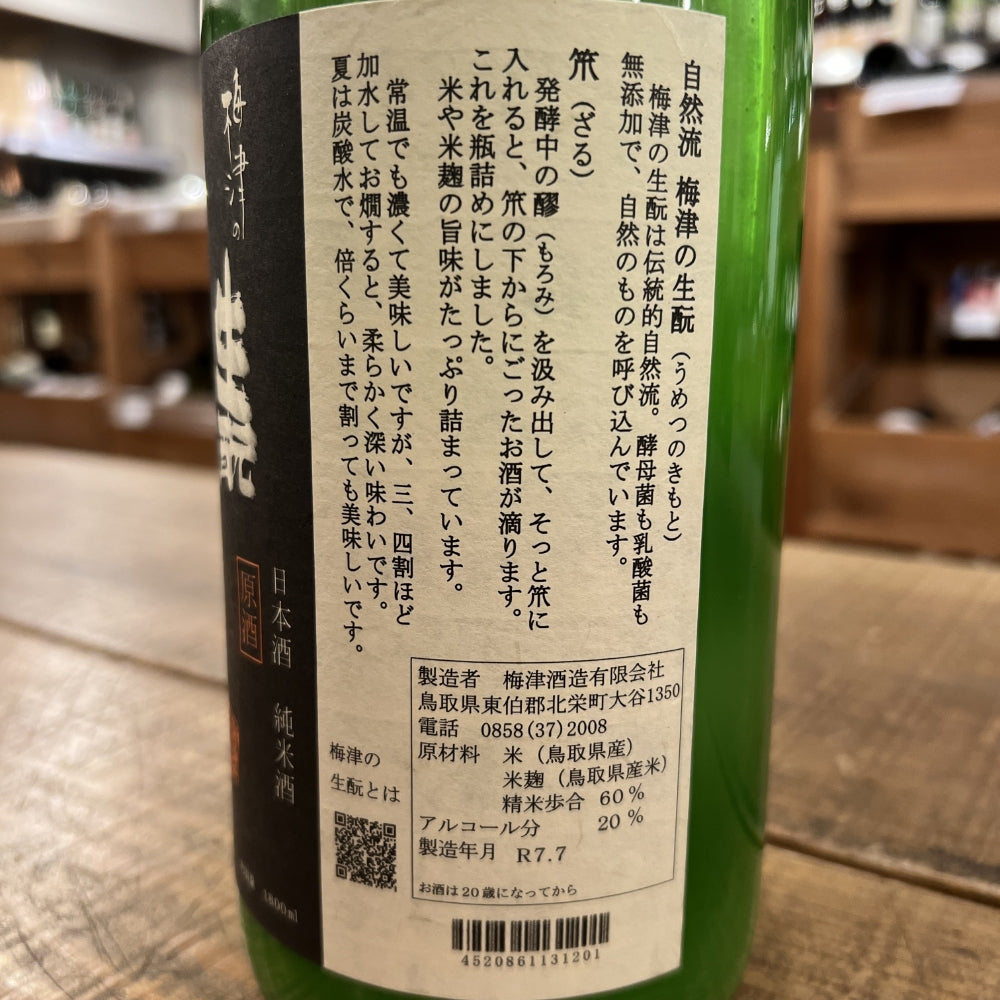 自然流 梅津の生酛(うめつのきもと)
梅津の生酛は伝統的自然流。酵母菌も乳酸菌も
無添加で、自然のものを呼び込んでいます。
笊(ざる)
発酵中の醪(もろみ)を汲み出して、そっと笊に
入れると、笊の下からにごったお酒が滴ります。
これを瓶詰めにしました。
米や米麹の旨味がたっぷり詰まっています。
常温でも濃くて美味しいですが、三、四割ほど
加水してお燗すると、柔らかく深い味わいです。
夏は炭酸水で、倍くらいまで割っても美味しいです。
製造者 梅津酒造有限会社
鳥取県東伯郡北栄町大谷1350
電話 0858(37)2008
原材料 米(鳥取県産)
米麹(鳥取県産米)
精米歩合 60%
アルコール分 20%
製造年月 R7.7
お酒は20歳になってから
梅津の
生酛とは
4520861131201
梅津の
生酛
日本酒 純米酒
原酒
1800ml